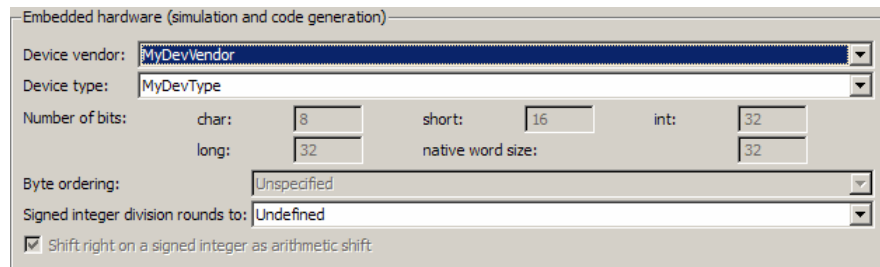 Embedded hardware (simulation and code generation)
Device vendor: MyDevVendor
Device type: MyDevType
Number of bits: char: 8 short: 16 int: 32
long: 32 native word size: 32
Byte ordering: Unspecified
Signed integer division rounds to: Undefined
Shift right on a signed integer as arithmetic shift